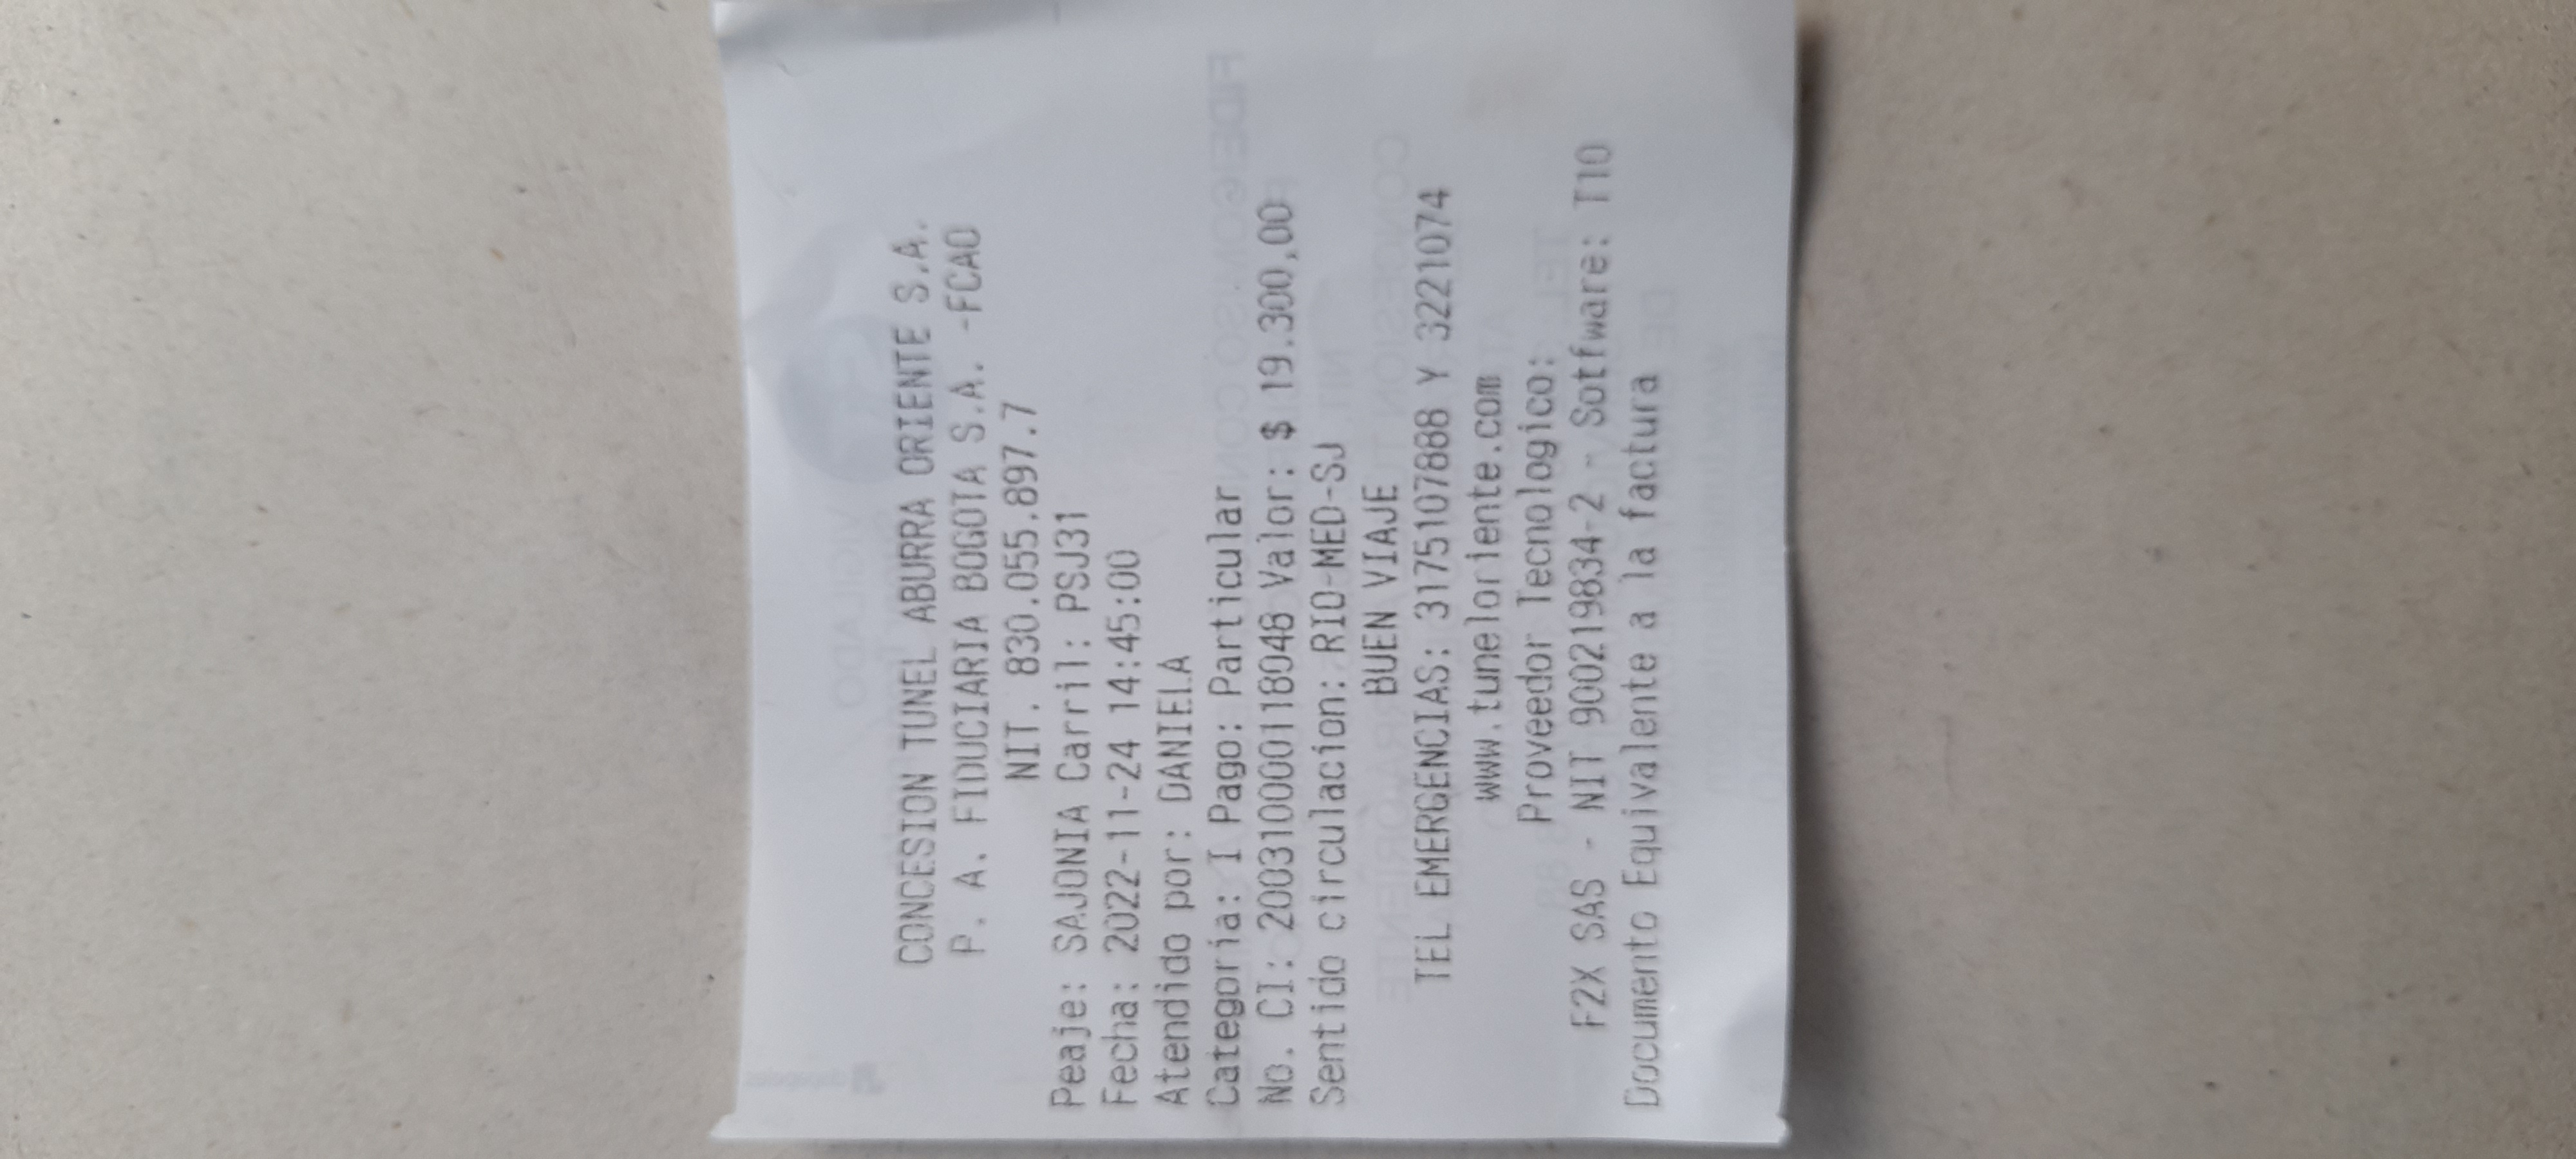 CONCESION TUNEL ABURRA ORIENTE S.A.
P. A. FIDUCIARIA BOGOTA S.A. -FCAO
NIT. 830.055.897.7
Peaje: SAJONIA Carril: PSJ31
Fecha: 2022-11-24 14:45:00
Atendido por: DANIELA
Categoria: I Pago: Particular
No. CI: 200310000118048 Valor: $ 19.300,00
Sentido circulacion: RIO-MED-SJ
BUEN VIAJE
TEL EMERGENCIAS: 3175107888 Y 3221074
www.tuneloriente.com
Proveedor Tecnologico:
F2X SAS - NIT 900219834-2 - Sotfware: T10
Documento Equivalente a la factura